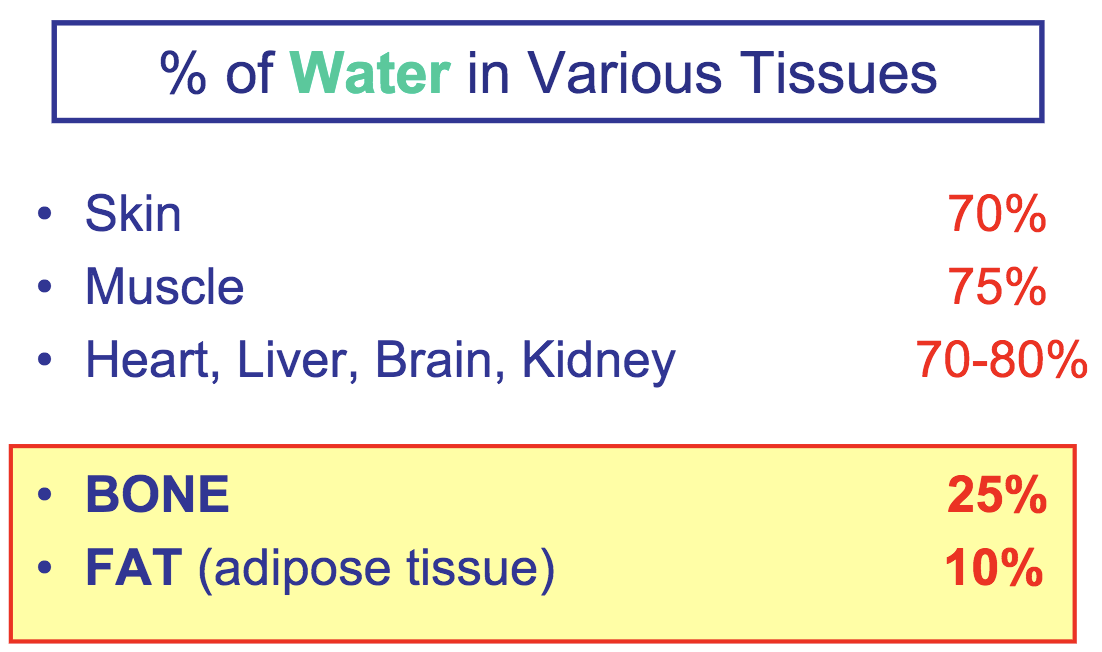 % of Water in Various Tissues
• Skin 70%
• Muscle 75%
• Heart, Liver, Brain, Kidney 70-80%
• BONE 25%
• FAT (adipose tissue) 10%